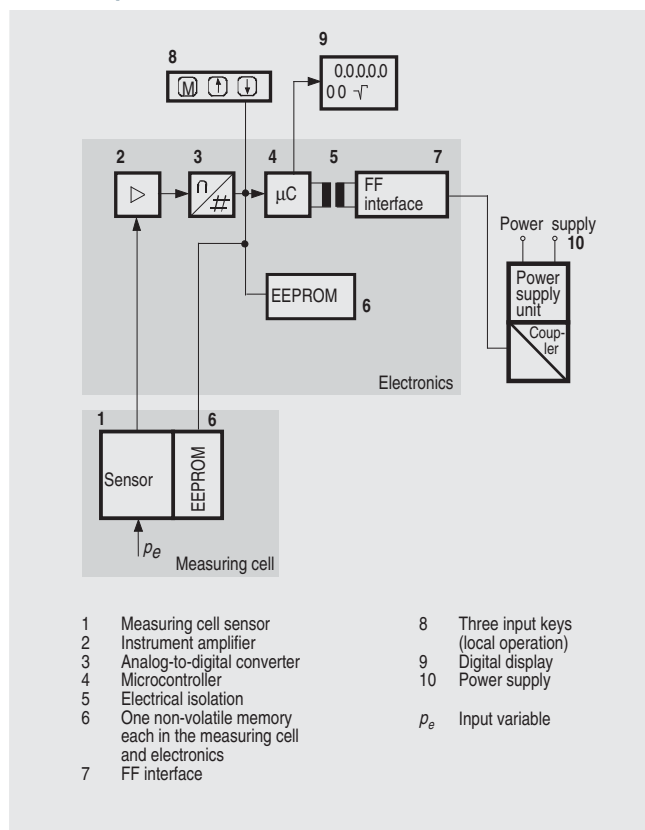 8
9
M ↑ ↓
0.0.0.0.0
0 0 √
2
3
4
5
7
∩
#
µC
FF
interface
Power supply
10
Power
supply
unit
Coup-
ler
EEPROM
6
Electronics
1
6
Sensor
EEPROM
pe
Measuring cell
1 Measuring cell sensor
2 Instrument amplifier
3 Analog-to-digital converter
4 Microcontroller
5 Electrical isolation
6 One non-volatile memory
each in the measuring cell
and electronics
7 FF interface
8 Three input keys
(local operation)
9 Digital display
10 Power supply
pe Input variable